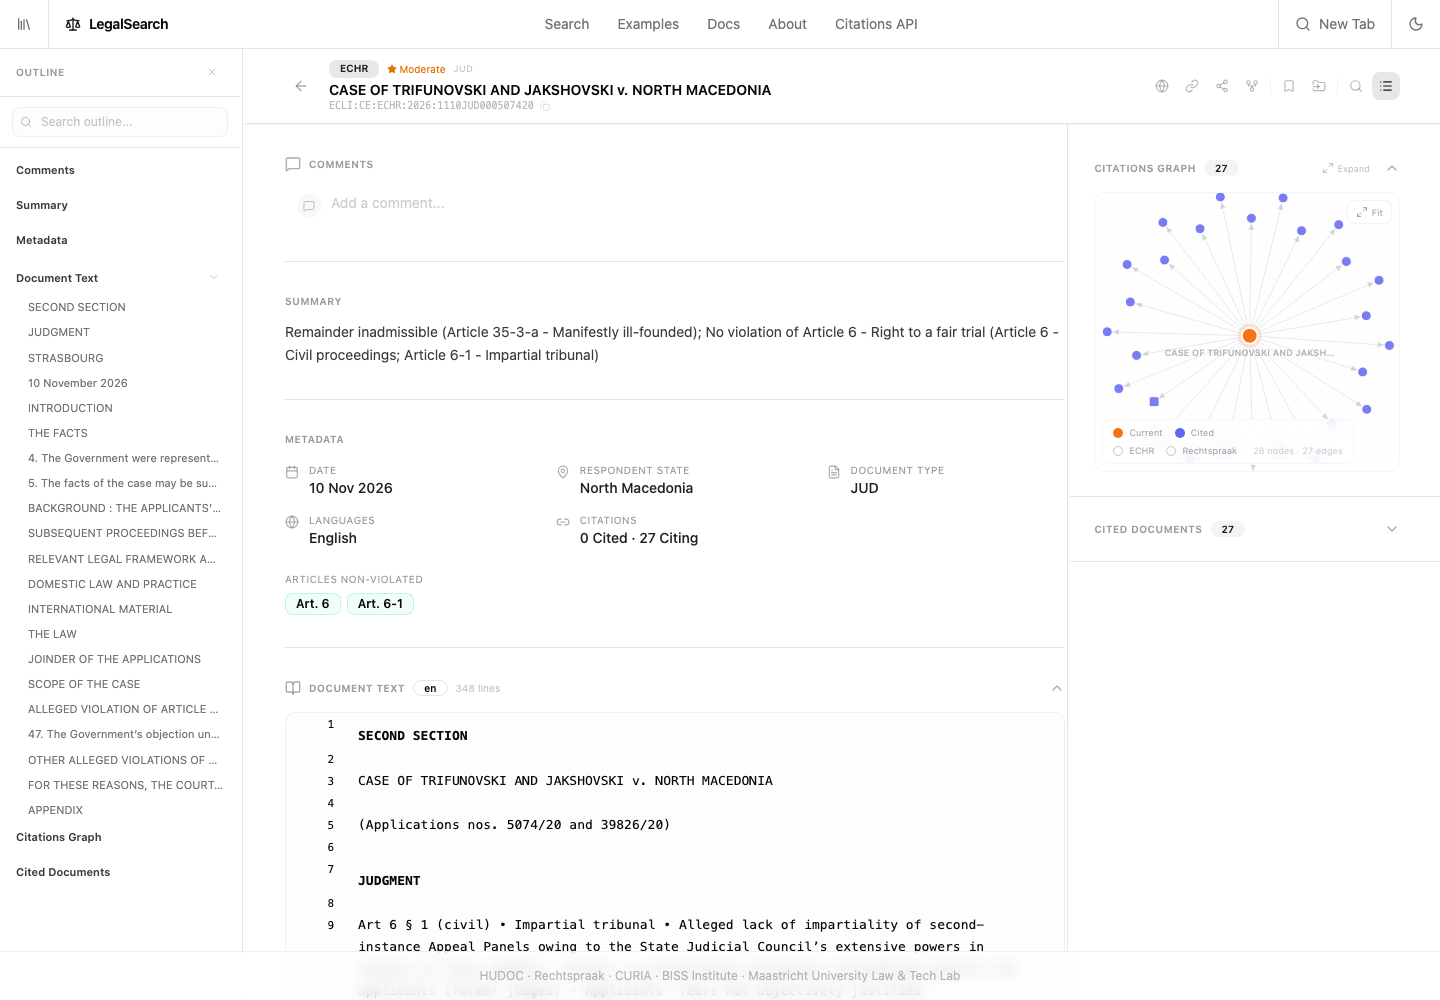 LegalSearch
Search
Examples
Docs
About
Citations API
New Tab
OUTLINE
Search outline...
Comments
Summary
Metadata
Document Text
SECOND SECTION
JUDGMENT
STRASBOURG
10 November 2026
INTRODUCTION
THE FACTS
4. The Government were represent...
5. The facts of the case may be su...
BACKGROUND : THE APPLICANTS'...
SUBSEQUENT PROCEEDINGS BEF...
RELEVANT LEGAL FRAMEWORK A...
DOMESTIC LAW AND PRACTICE
INTERNATIONAL MATERIAL
THE LAW
JOINDER OF THE APPLICATIONS
SCOPE OF THE CASE
ALLEGED VIOLATION OF ARTICLE ...
47. The Government's objection un...
OTHER ALLEGED VIOLATIONS OF ...
FOR THESE REASONS, THE COURT...
APPENDIX
Citations Graph
Cited Documents
ECHR
Moderate
JUD
CASE OF TRIFUNOVSKI AND JAKSHOVSKI v. NORTH MACEDONIA
ECLI:CE:ECHR:2026:1110JUD000507420
COMMENTS
Add a comment...
SUMMARY
Remainder inadmissible (Article 35-3-a - Manifestly ill-founded); No violation of Article 6 - Right to a fair trial (Article 6 -
Civil proceedings; Article 6-1 - Impartial tribunal)
METADATA
DATE
10 Nov 2026
RESPONDENT STATE
North Macedonia
DOCUMENT TYPE
JUD
LANGUAGES
English
CITATIONS
0 Cited · 27 Citing
ARTICLES NON-VIOLATED
Art. 6
Art. 6-1
DOCUMENT TEXT
en
348 lines
1 SECOND SECTION
2
3 CASE OF TRIFUNOVSKI AND JAKSHOVSKI v. NORTH MACEDONIA
4
5 (Applications nos. 5074/20 and 39826/20)
6
7 JUDGMENT
8
9 Art 6 § 1 (civil) • Impartial tribunal • Alleged lack of impartiality of second-
instance Appeal Panels owing to the State Judicial Council's extensive powers in
applicants (former judges) · Applicants' fears not objectively justified
CITATIONS GRAPH 27
Expand
Fit
CASE OF TRIFUNOVSKI AND JAKSH...
Current
Cited
ECHR
Rechtspraak
28 nodes · 27 edges
CITED DOCUMENTS 27
HUDOC · Rechtspraak · CURIA · BISS Institute · Maastricht University Law & Tech Lab